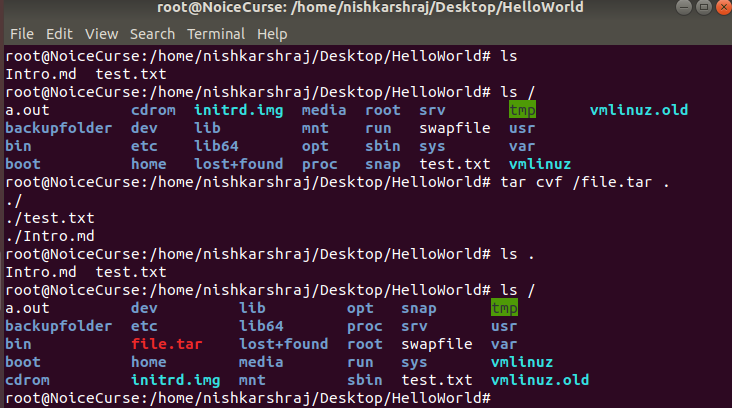 root@NoiceCurse: /home/nishkarshraj/Desktop/HelloWorld
File Edit View Search Terminal Help
root@NoiceCurse:/home/nishkarshraj/Desktop/HelloWorld# ls
Intro.md  test.txt
root@NoiceCurse:/home/nishkarshraj/Desktop/HelloWorld# ls /
a.out         cdrom  initrd.img  media  root  srv       tmp      vmlinuz.old
backupfolder  dev    lib         mnt    run   swapfile  usr
bin           etc    lib64       opt    sbin  sys       var
boot          home   lost+found  proc   snap  test.txt  vmlinuz
root@NoiceCurse:/home/nishkarshraj/Desktop/HelloWorld# tar cvf /file.tar .
./
./test.txt
./Intro.md
root@NoiceCurse:/home/nishkarshraj/Desktop/HelloWorld# ls .
Intro.md  test.txt
root@NoiceCurse:/home/nishkarshraj/Desktop/HelloWorld# ls /
a.out         dev         lib         opt   snap      tmp
backupfolder  etc         lib64       proc  srv       usr
bin           file.tar    lost+found  root  swapfile  var
boot          home        media       run   sys       vmlinuz
cdrom         initrd.img  mnt         sbin  test.txt  vmlinuz.old
root@NoiceCurse:/home/nishkarshraj/Desktop/HelloWorld#